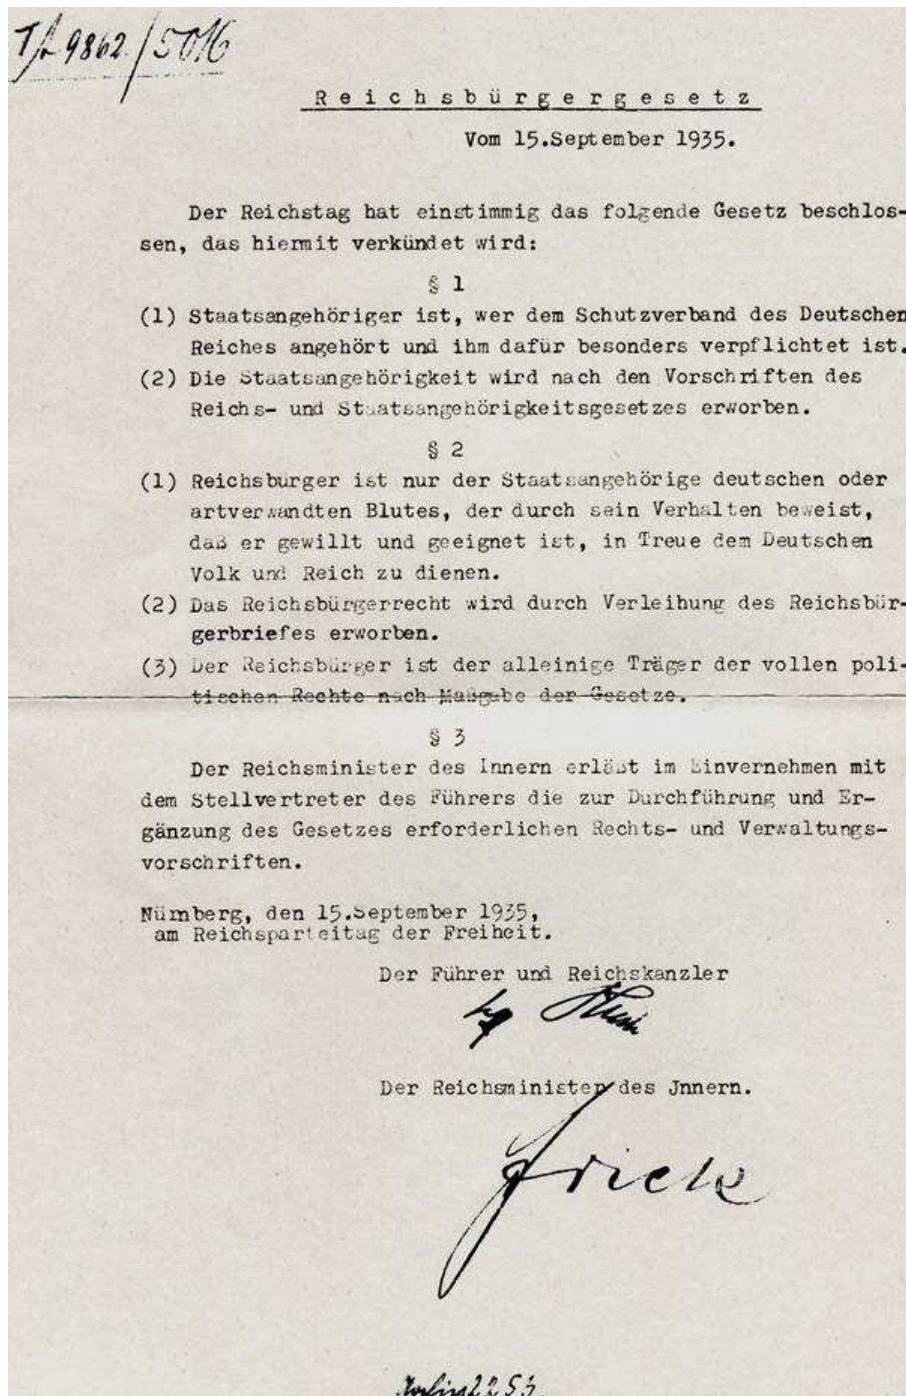 9862/5016
Reichsbürgergesetz
Vom 15.September 1935.
Der Reichstag hat einstimmig das folgende Gesetz beschlos-
sen, das hiermit verkündet wird:
§ 1
(1) Staatsangehöriger ist, wer dem Schutzverband des Deutschen
Reiches angehört und ihm dafür besonders verpflichtet ist.
(2) Die Staatsangehörigkeit wird nach den Vorschriften des
Reichs- und Staatsangehörigkeitsgesetzes erworben.
§ 2
(1) Reichsbürger ist nur der Staatsangehörige deutschen oder
artverwandten Blutes, der durch sein Verhalten beweist,
daß er gewillt und geeignet ist, in Treue dem Deutschen
Volk und Reich zu dienen.
(2) Das Reichsbürgerrecht wird durch Verleihung des Reichsbür-
gerbriefes erworben.
(3) Der Reichsbürger ist der alleinige Träger der vollen poli-
tischen Rechte nach Maßgabe der Gesetze.
§ 3
Der Reichsminister des Innern erläßt im Einvernehmen mit
dem Stellvertreter des Führers die zur Durchführung und Er-
gänzung des Gesetzes erforderlichen Rechts- und Verwaltungs-
vorschriften.
Nürnberg, den 15.September 1935,
am Reichsparteitag der Freiheit.
Der Führer und Reichskanzler
Der Reichsminister des Jnnern.
Frick